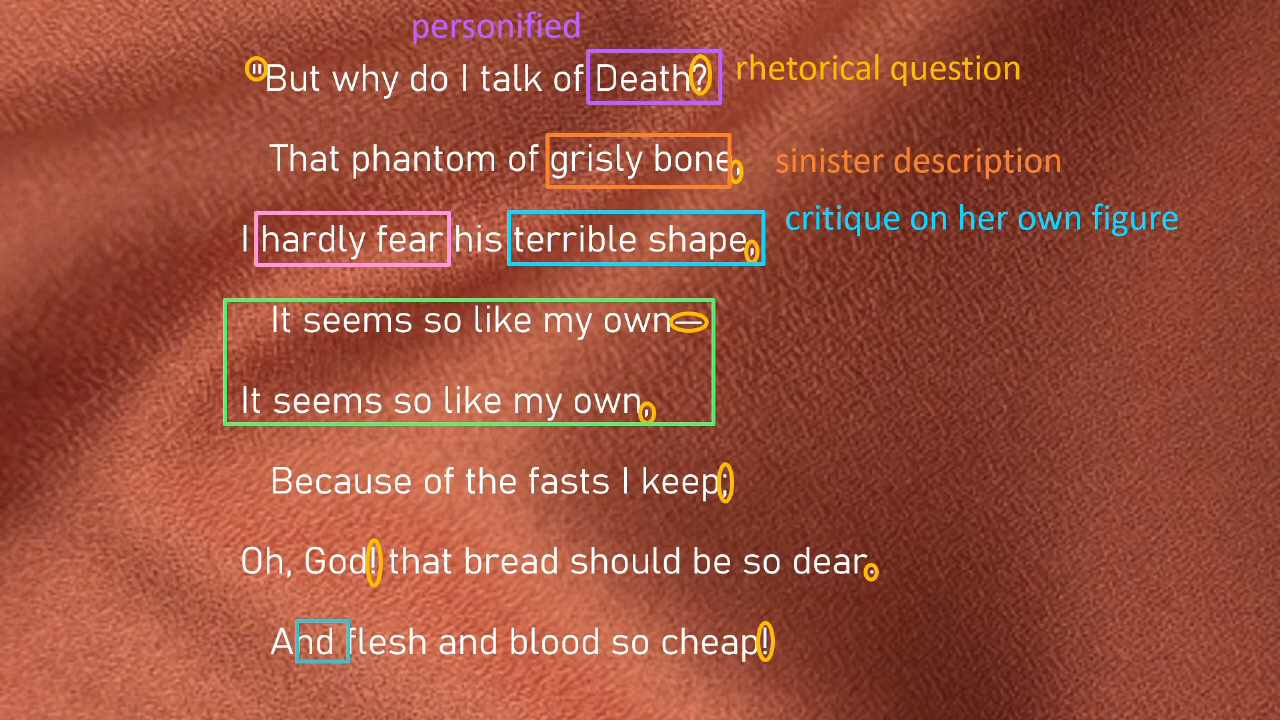 personified
"But why do I talk of Death? rhetorical question
That phantom of grisly bone, sinister description
critique on her own figure
I hardly fear his terrible shape,
It seems so like my own—
It seems so like my own,
Because of the fasts I keep;
Oh, God! that bread should be so dear.
And flesh and blood so cheap!